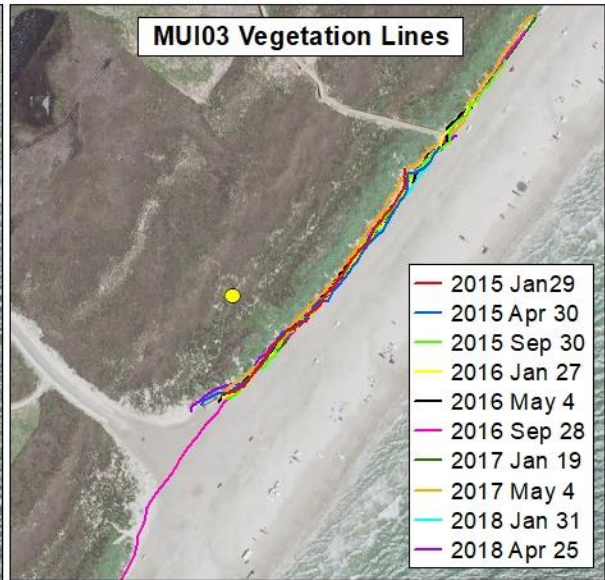 MUI03 Vegetation Lines
2015 Jan29
2015 Apr 30
2015 Sep 30
2016 Jan 27
2016 May 4
2016 Sep 28
2017 Jan 19
2017 May 4
2018 Jan 31
2018 Apr 25